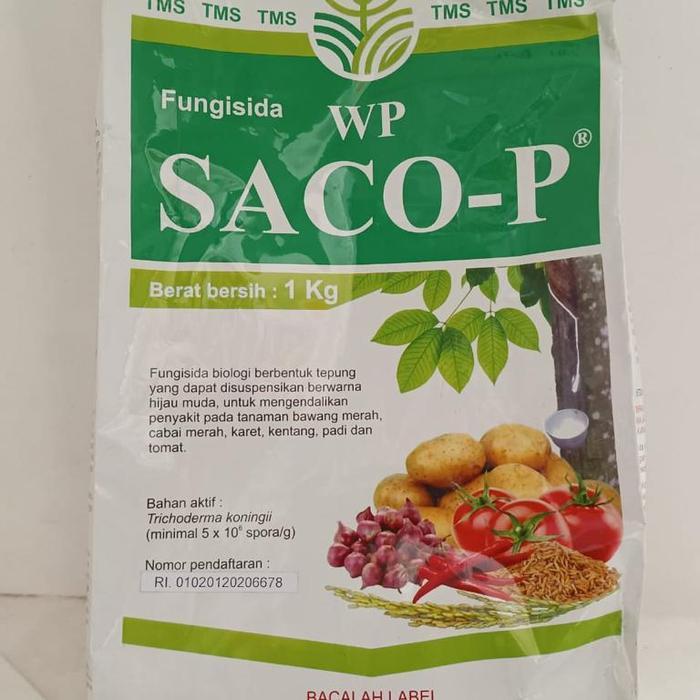 TMS TMS TMS TMS TMS TMS
Fungisida WP
SACO-P®
Berat bersih : 1 Kg
Fungisida biologi berbentuk tepung
yang dapat disuspensikan berwarna
hijau muda, untuk mengendalikan
penyakit pada tanaman bawang merah,
cabai merah, karet, kentang, padi dan
tomat.
Bahan aktif :
Trichoderma koningii
(minimal 5 x 10⁶ spora/g)
Nomor pendaftaran :
RI. 01020120206678
BACALAH LABEL